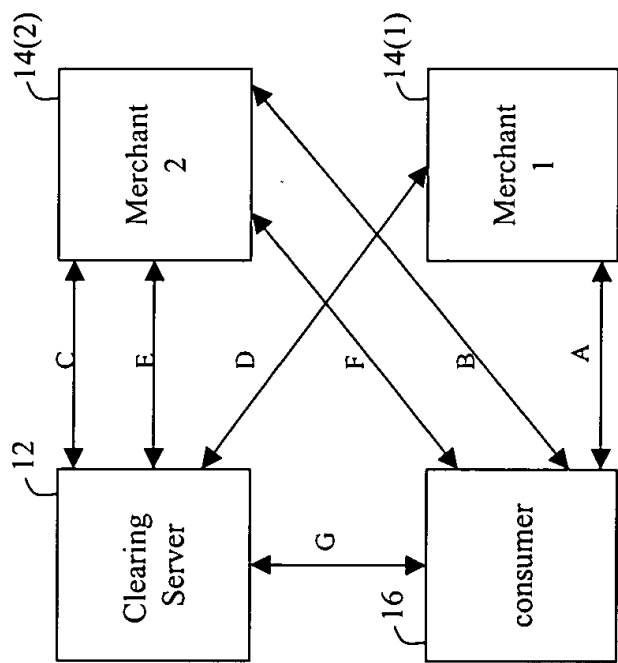 12
Clearing
Server
C
E
14(2)
Merchant
2
G
D
F
B
16
consumer
A
14(1)
Merchant
1